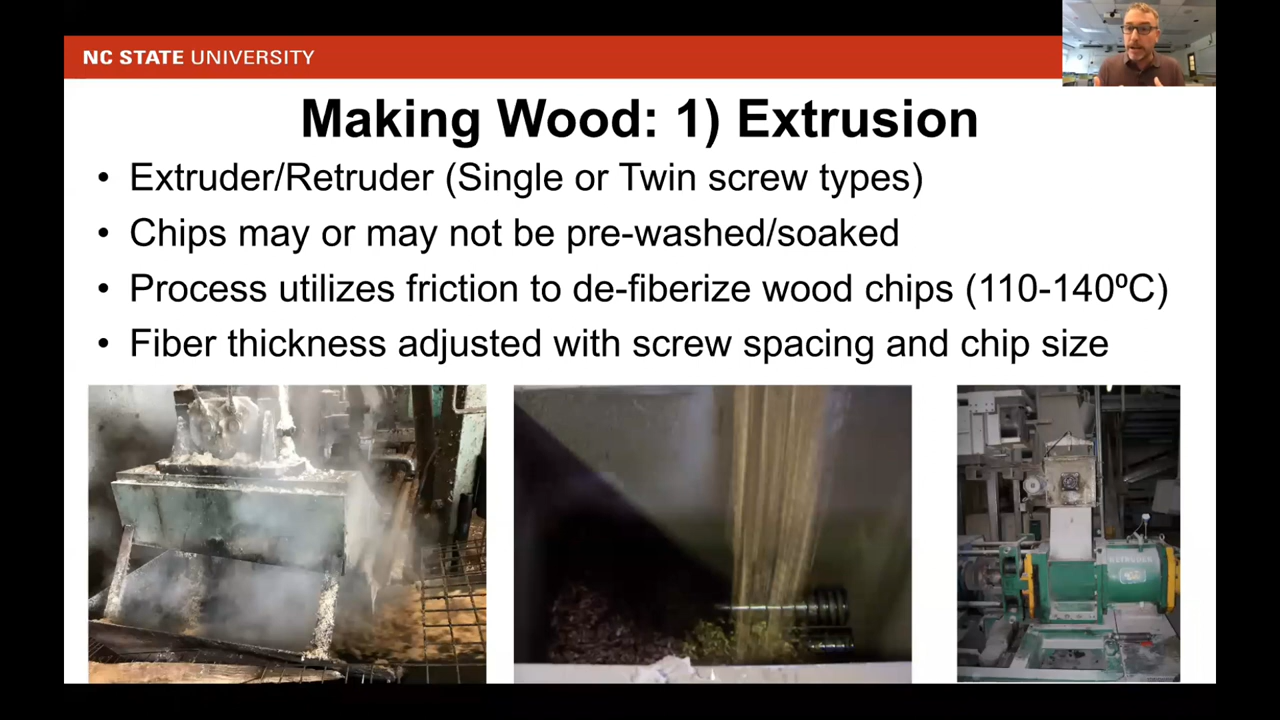 NC STATE UNIVERSITY
Making Wood: 1) Extrusion
• Extruder/Retruder (Single or Twin screw types)
• Chips may or may not be pre-washed/soaked
• Process utilizes friction to de-fiberize wood chips (110-140ºC)
• Fiber thickness adjusted with screw spacing and chip size